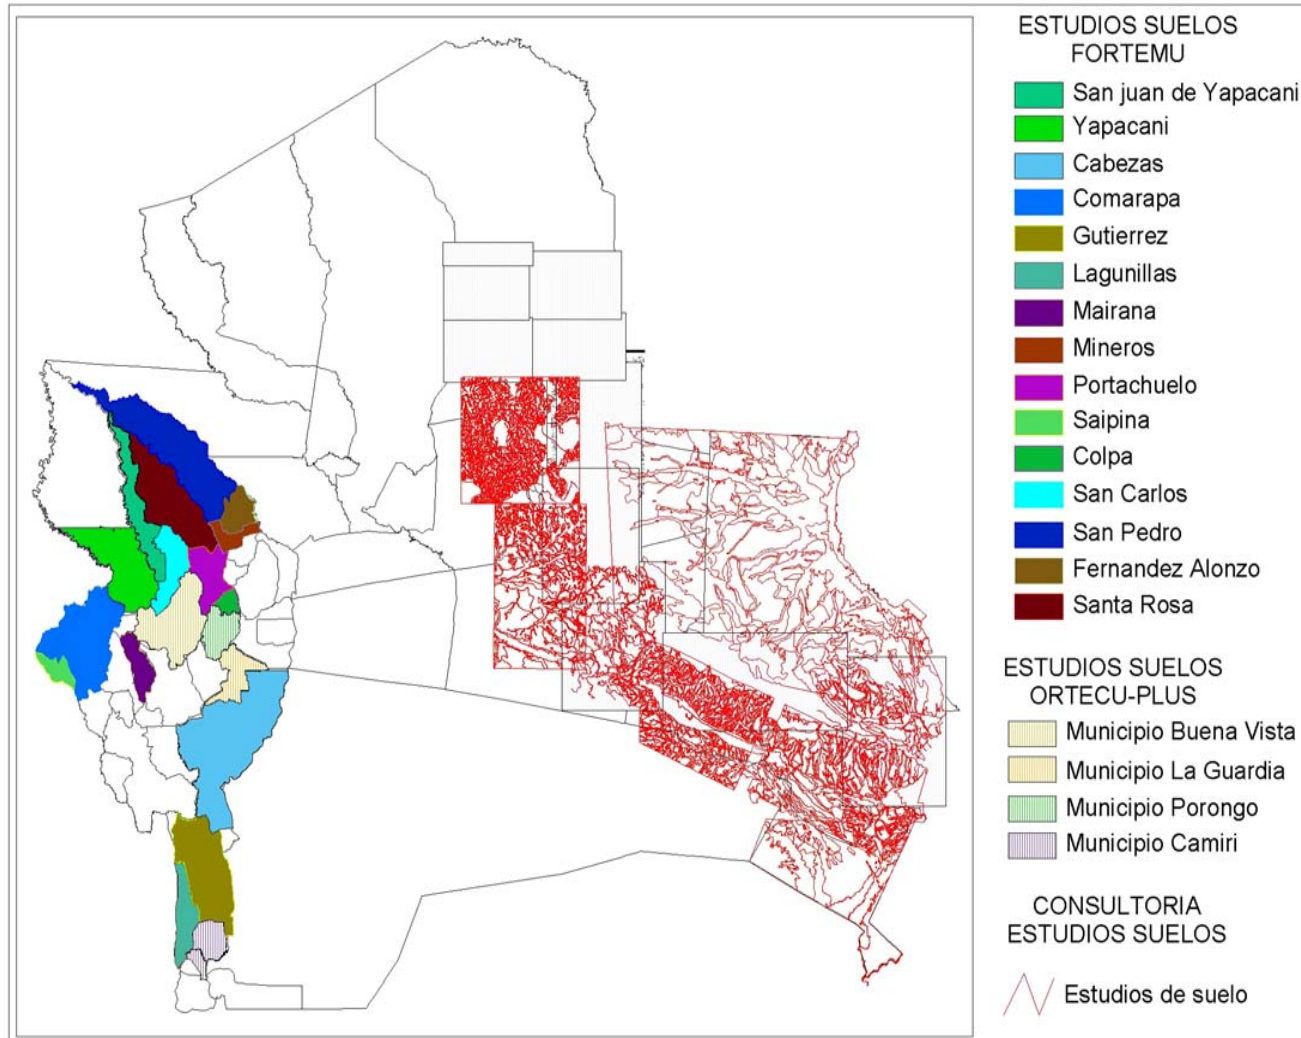 ESTUDIOS SUELOS
FORTEMU
San juan de Yapacani
Yapacani
Cabezas
Comarapa
Gutierrez
Lagunillas
Mairana
Mineros
Portachuelo
Saipina
Colpa
San Carlos
San Pedro
Fernandez Alonzo
Santa Rosa
ESTUDIOS SUELOS
ORTECU-PLUS
Municipio Buena Vista
Municipio La Guardia
Municipio Porongo
Municipio Camiri
CONSULTORIA
ESTUDIOS SUELOS
Estudios de suelo